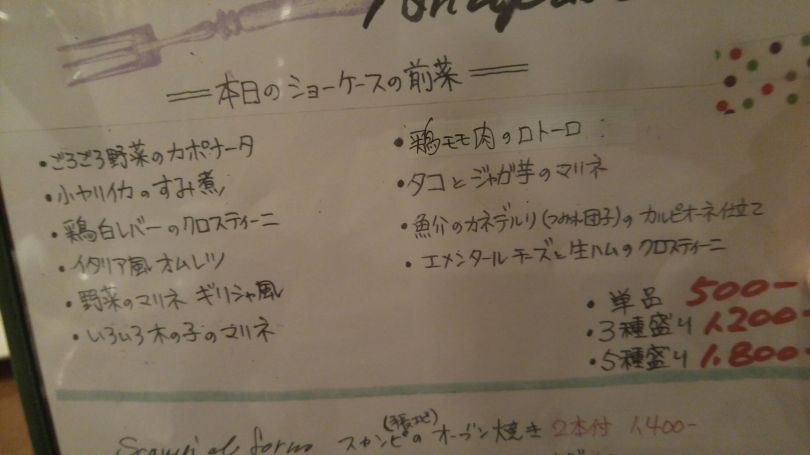 ＝本日のショーケースの前菜＝
・ごろごろ野菜のカポナータ
・小ヤリイカのすみ煮
・鶏白レバーのクロスティーニ
・イタリア風オムレツ
・野菜のマリネ ギリシャ風
・いろいろ木の子のマリネ
・鶏モモ肉のロトーロ
・タコとジャガ芋のマリネ
・魚介のカネデルリ(つみれ団子)のカルピオーネ仕立て
・エメンタールチーズと生ハムのクロスティーニ
・単品 500-
・3種盛り 1,200-
・5種盛り 1,800-
Scampi al forno スカンピ(手長エビ)のオーブン焼き 2本付 1,400-